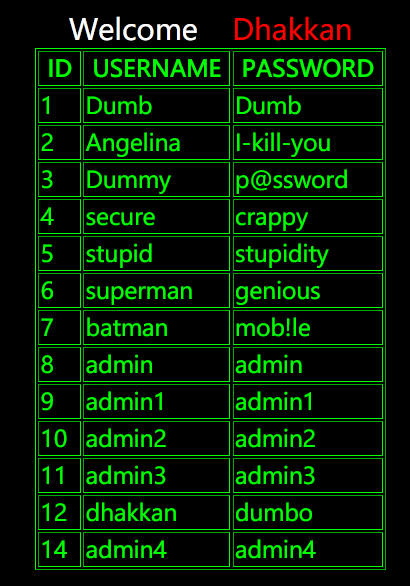 Welcome Dhakkan
ID USERNAME PASSWORD
1 Dumb Dumb
2 Angelina I-kill-you
3 Dummy p@ssword
4 secure crappy
5 stupid stupidity
6 superman genious
7 batman mob!le
8 admin admin
9 admin1 admin1
10 admin2 admin2
11 admin3 admin3
12 dhakkan dumbo
14 admin4 admin4